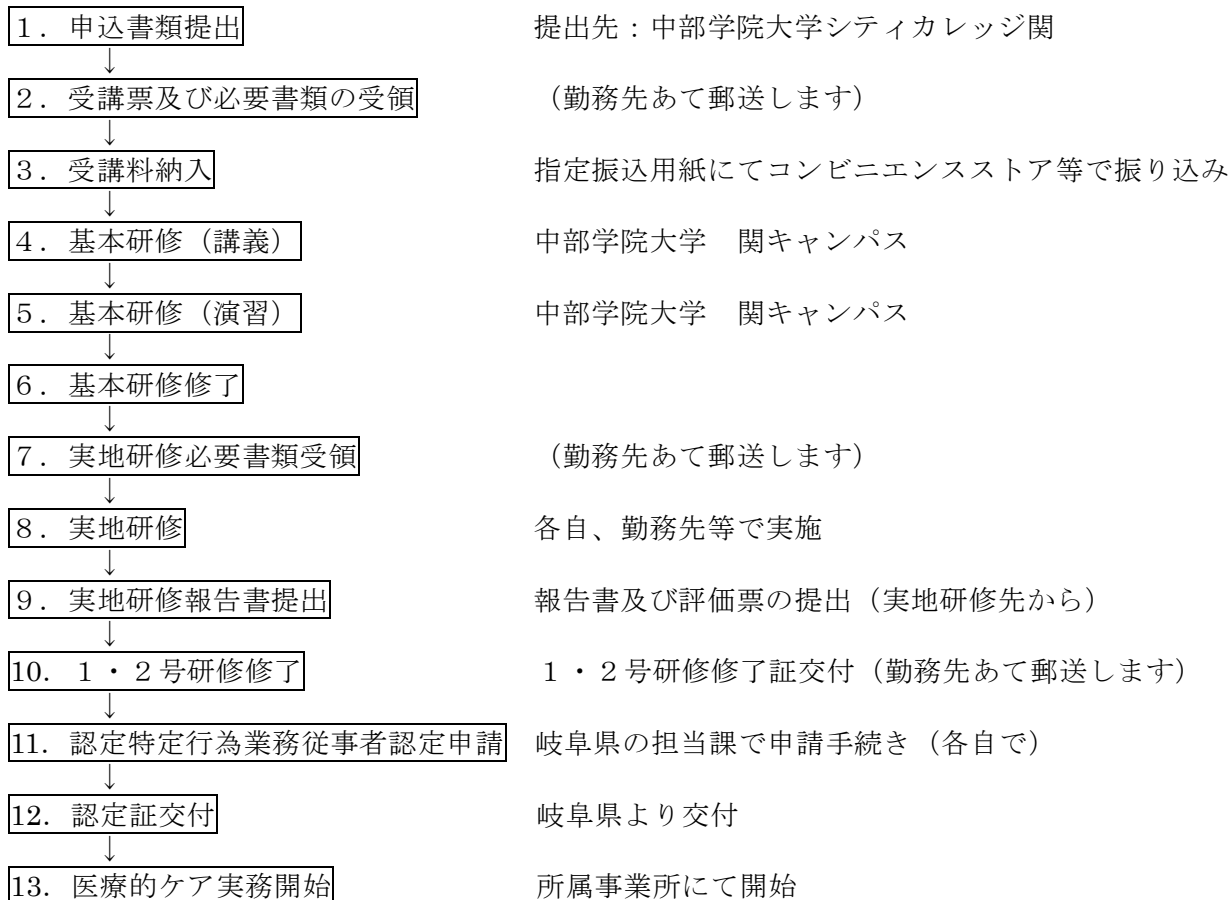 １．申込書類提出　提出先：中部学院大学シティカレッジ関
↓
２．受講票及び必要書類の受領　（勤務先あて郵送します）
↓
３．受講料納入　指定振込用紙にてコンビニエンスストア等で振り込み
↓
４．基本研修（講義）　中部学院大学　関キャンパス
↓
５．基本研修（演習）　中部学院大学　関キャンパス
↓
６．基本研修修了
↓
７．実地研修必要書類受領　（勤務先あて郵送します）
↓
８．実地研修　各自、勤務先等で実施
↓
９．実地研修報告書提出　報告書及び評価票の提出（実地研修先から）
↓
10．１・２号研修修了　１・２号研修修了証交付（勤務先あて郵送します）
↓
11．認定特定行為業務従事者認定申請　岐阜県の担当課で申請手続き（各自で）
↓
12．認定証交付　岐阜県より交付
↓
13．医療的ケア実務開始　所属事業所にて開始